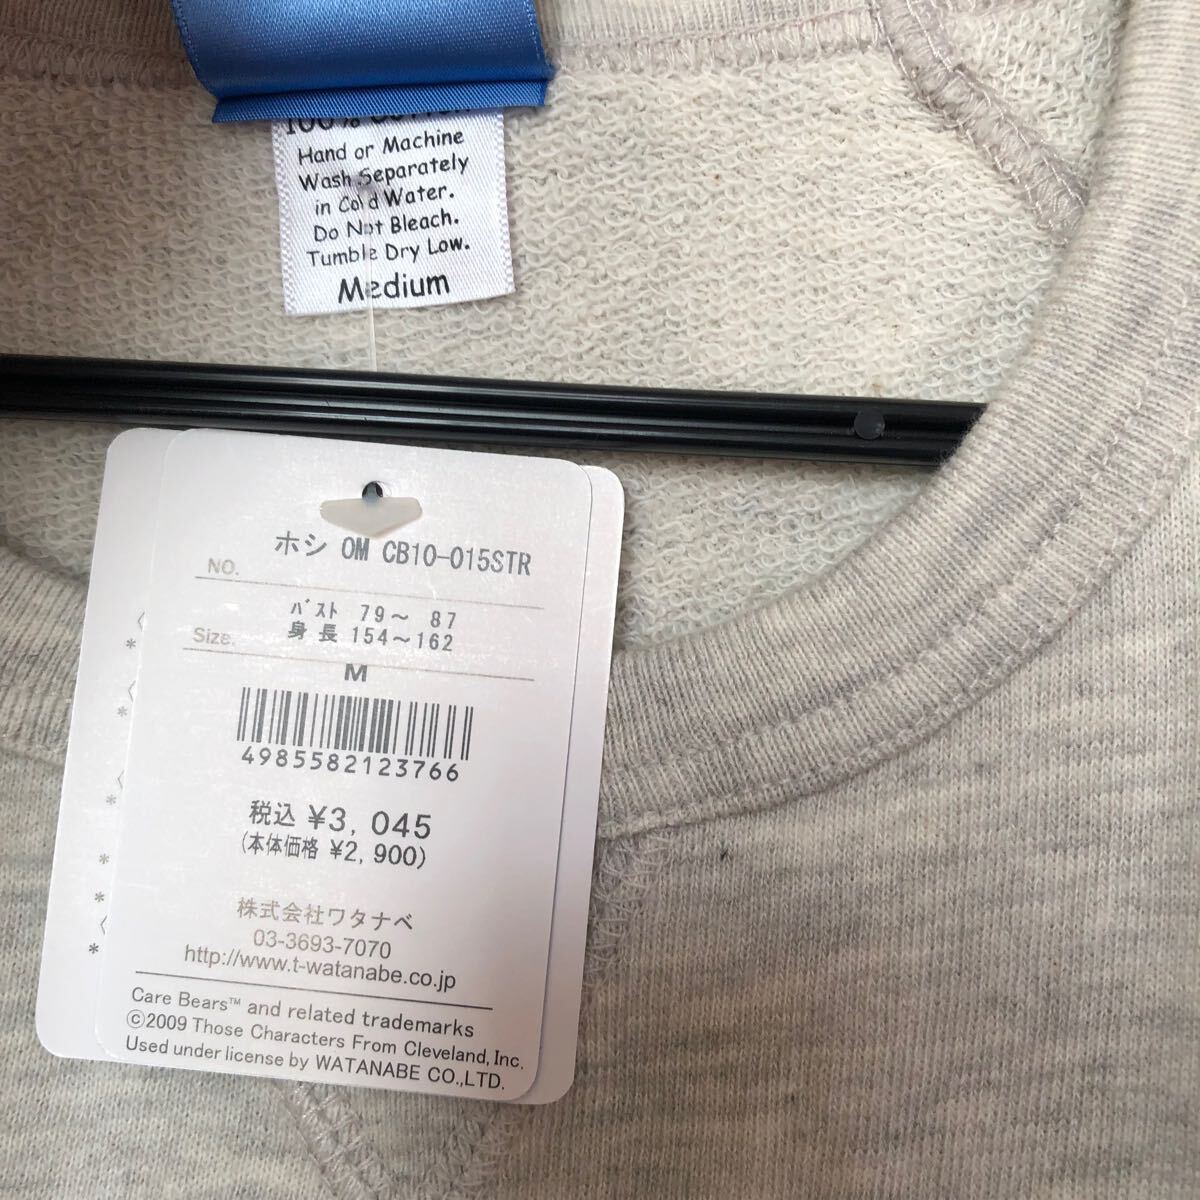 100%
Hand or Machine
Wash Separately
in Cold Water.
Do Not Bleach.
Tumble Dry Low.
Medium
ホシ OM CB10-015STR
NO.
バスト 79～ 87
身長 154～162
Size.
M
4985582123766
税込 ¥3, 045
(本体価格 ¥2, 900)
株式会社ワタナベ
03-3693-7070
http://www.t-watanabe.co.jp
Care Bears™ and related trademarks
©2009 Those Characters From Cleveland, Inc.
Used under license by WATANABE CO.,LTD.